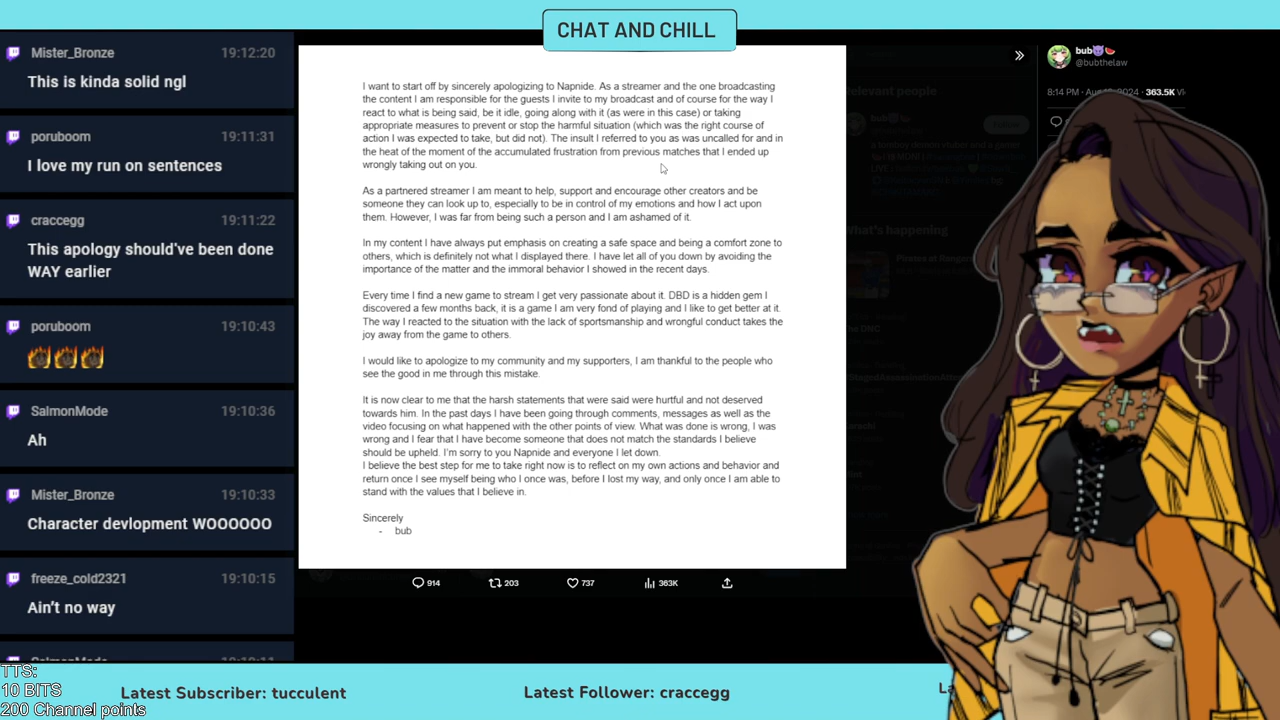 CHAT AND CHILL
Mister_Bronze 19:12:20
This is kinda solid ngl
poruboom 19:11:31
I love my run on sentences
craccegg 19:11:22
This apology should've been done
WAY earlier
poruboom 19:10:43
SalmonMode 19:10:36
Ah
Mister_Bronze 19:10:33
Character devlopment WOOOOOO
freeze_cold2321 19:10:15
Ain't no way
TTS:
10 BITS
200 Channel points
I want to start off by sincerely apologizing to Napnide. As a streamer and the one broadcasting
the content I am responsible for the guests I invite to my broadcast and of course for the way I
react to what is being said, be it idle, going along with it (as were in this case) or taking
appropriate measures to prevent or stop the harmful situation (which was the right course of
action I was expected to take, but did not). The insult I referred to you as was uncalled for and in
the heat of the moment of the accumulated frustration from previous matches that I ended up
wrongly taking out on you.
As a partnered streamer I am meant to help, support and encourage other creators and be
someone they can look up to, especially to be in control of my emotions and how I act upon
them. However, I was far from being such a person and I am ashamed of it.
In my content I have always put emphasis on creating a safe space and being a comfort zone to
others, which is definitely not what I displayed there. I have let all of you down by avoiding the
importance of the matter and the immoral behavior I showed in the recent days.
Every time I find a new game to stream I get very passionate about it. DBD is a hidden gem I
discovered a few months back, it is a game I am very fond of playing and I like to get better at it.
The way I reacted to the situation with the lack of sportsmanship and wrongful conduct takes the
joy away from the game to others.
I would like to apologize to my community and my supporters, I am thankful to the people who
see the good in me through this mistake.
It is now clear to me that the harsh statements that were said were hurtful and not deserved
towards him. In the past days I have been going through comments, messages as well as the
video focusing on what happened with the other points of view. What was done is wrong, I was
wrong and I fear that I have become someone that does not match the standards I believe
should be upheld. I'm sorry to you Napnide and everyone I let down.
I believe the best step for me to take right now is to reflect on my own actions and behavior and
return once I see myself being who I once was, before I lost my way, and only once I am able to
stand with the values that I believe in.
Sincerely
- bub
914 203 737 363K
Relevant people
What's happening
bub
@bubthelaw
8:14 PM 2024 363.5K Vi
Latest Subscriber: tucculent
Latest Follower: craccegg